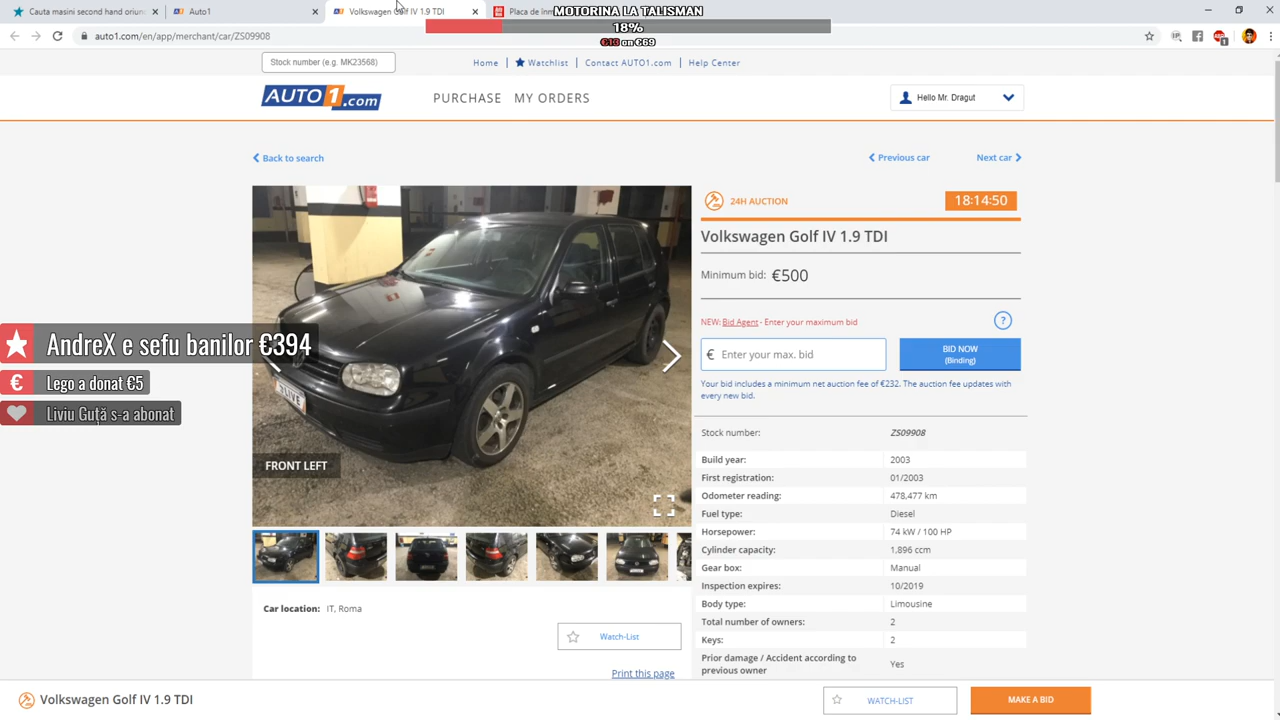 Cauta masini second hand oriun
Auto1
Volkswagen Golf IV 1.9 TDI
Placa de înm
MOTORINA LA TALISMAN
18%
€13 on €69
auto1.com/en/app/merchant/car/ZS09908
Stock number (e.g. MK23568)
Home
Watchlist
Contact AUTO1.com
Help Center
AUTO1.com
PURCHASE
MY ORDERS
Hello Mr. Dragut
Back to search
Previous car
Next car
24H AUCTION
18:14:50
Volkswagen Golf IV 1.9 TDI
Minimum bid: €500
NEW: Bid Agent - Enter your maximum bid
?
€ Enter your max. bid
BID NOW
(Binding)
Your bid includes a minimum net auction fee of €232. The auction fee updates with
every new bid.
AndreX e sefu banilor €394
€ Lego a donat €5
Liviu Guță s-a abonat
FRONT LEFT
Stock number: ZS09908
Build year: 2003
First registration: 01/2003
Odometer reading: 478,477 km
Fuel type: Diesel
Horsepower: 74 kW / 100 HP
Cylinder capacity: 1,896 ccm
Gear box: Manual
Inspection expires: 10/2019
Body type: Limousine
Total number of owners: 2
Keys: 2
Prior damage / Accident according to
previous owner Yes
Car location: IT, Roma
Watch-List
Print this page
Volkswagen Golf IV 1.9 TDI
WATCH-LIST
MAKE A BID